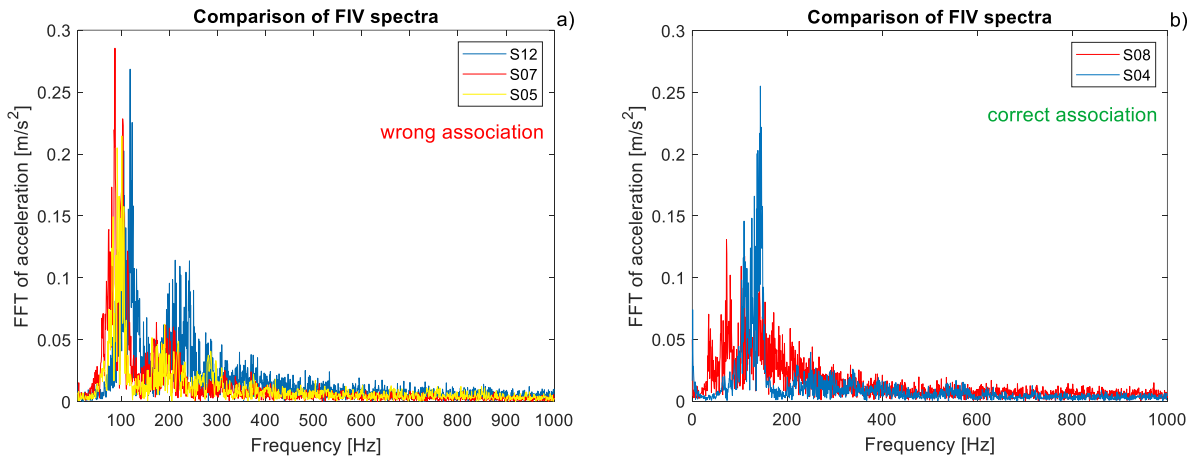 Comparison of FIV spectra
a)
0.3
0.25
0.2
0.15
0.1
0.05
0
FFT of acceleration [m/s²]
S12
S07
S05
wrong association
100 200 300 400 500 600 700 800 900 1000
Frequency [Hz]
Comparison of FIV spectra
b)
0.3
0.25
0.2
0.15
0.1
0.05
0
FFT of acceleration [m/s²]
S08
S04
correct association
0 200 400 600 800 1000
Frequency [Hz]